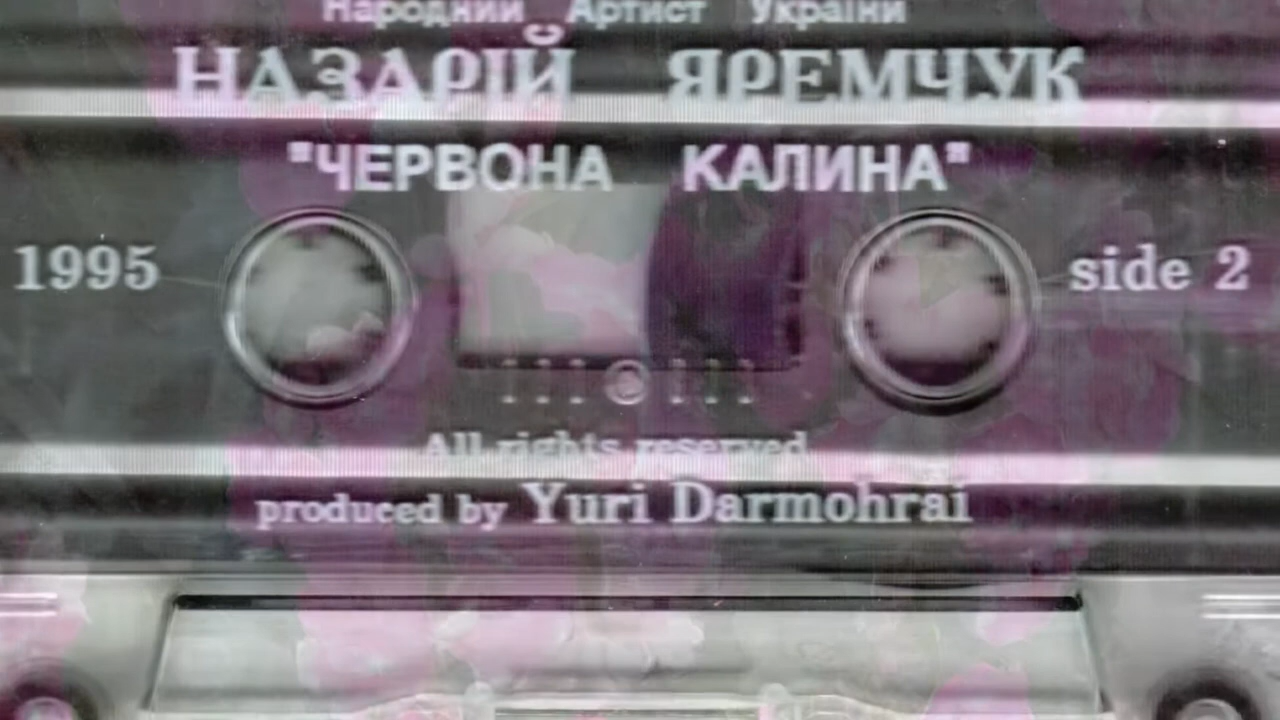 Народний Артист України
НАЗАРІЙ ЯРЕМЧУК
"ЧЕРВОНА КАЛИНА"
1995
side 2
All rights reserved
produced by Yuri Darmohrai